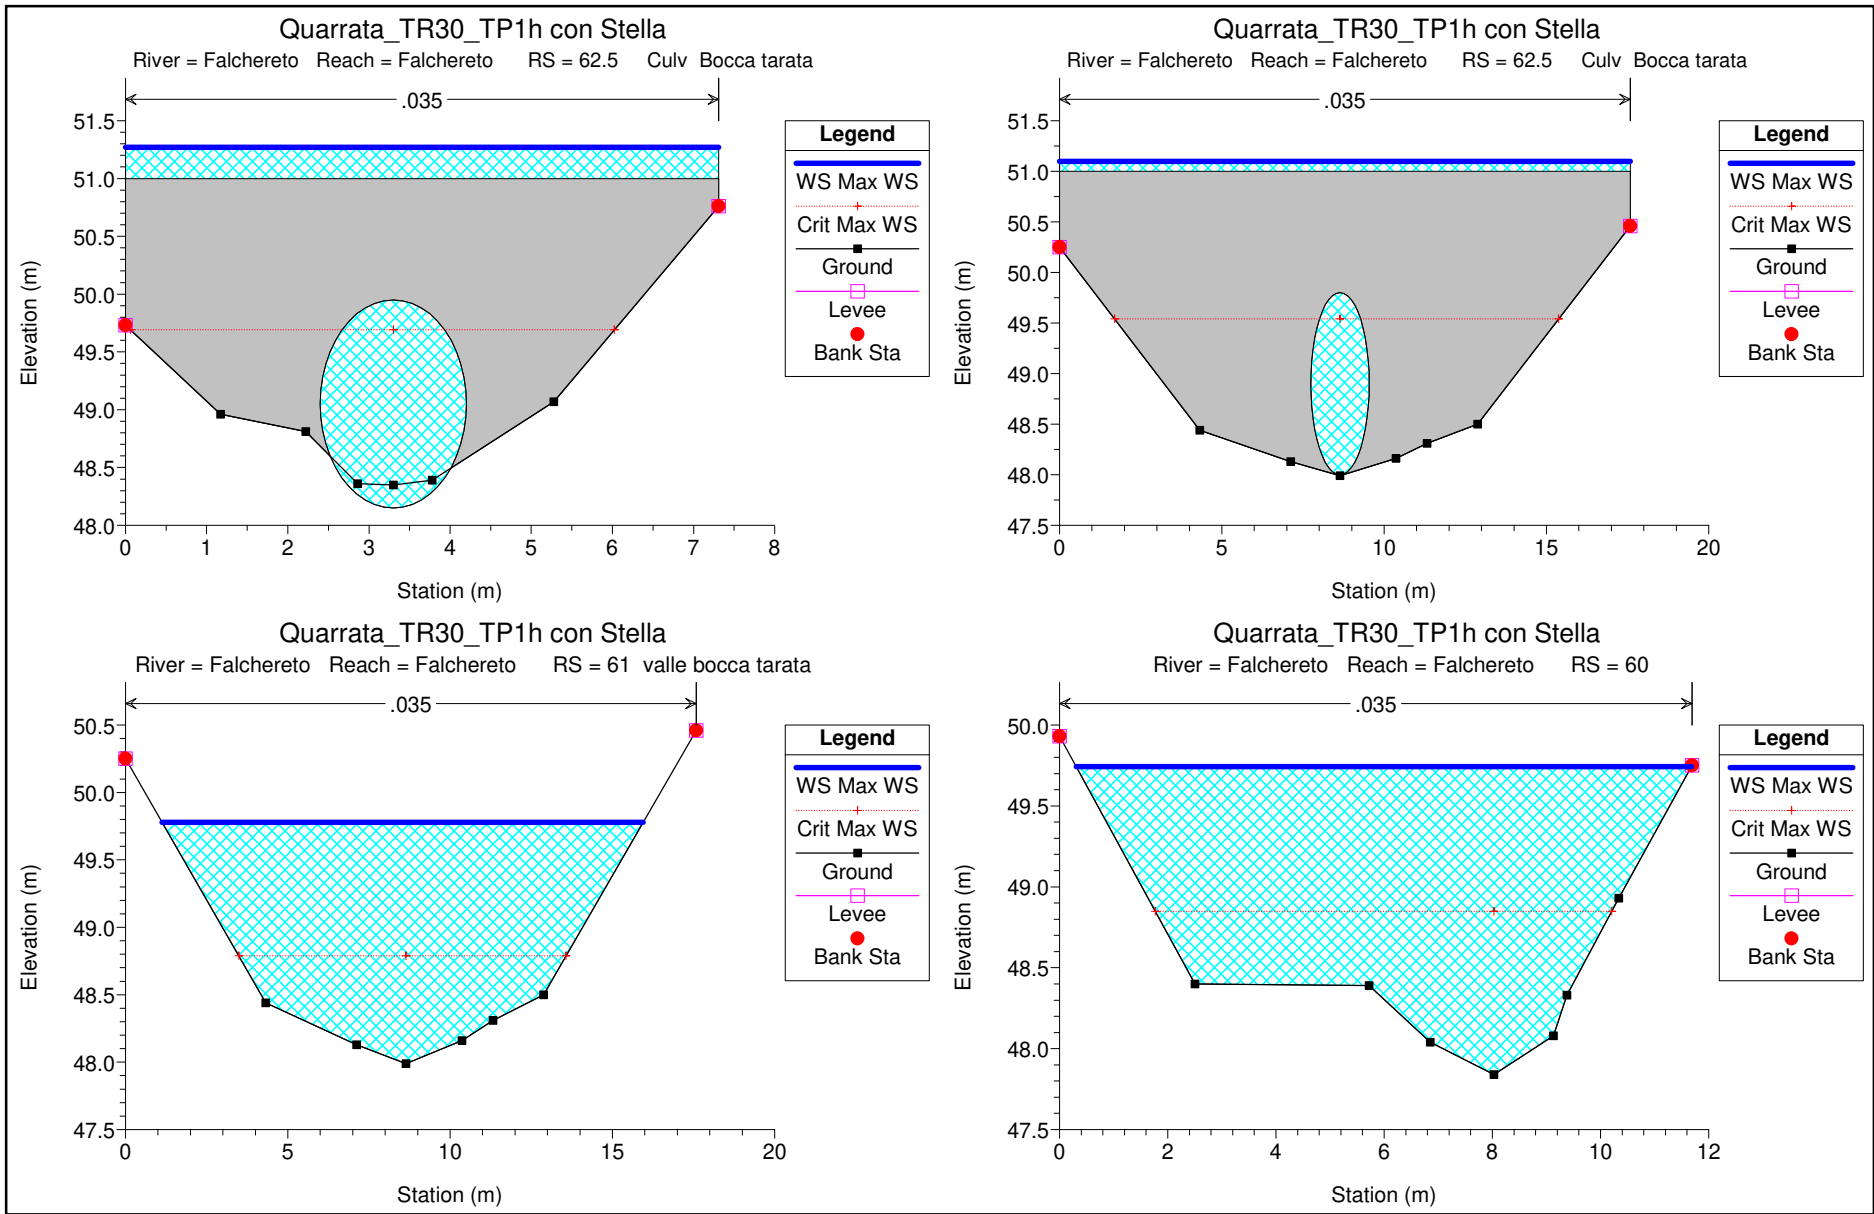 Quarrata_TR30_TP1h con Stella
River = Falchereto Reach = Falchereto RS = 62.5 Culv Bocca tarata
.035
51.5
51.0
50.5
50.0
49.5
49.0
48.5
48.0
0 1 2 3 4 5 6 7 8
Station (m)
Elevation (m)
Legend
WS Max WS
Crit Max WS
Ground
Levee
Bank Sta
Quarrata_TR30_TP1h con Stella
River = Falchereto Reach = Falchereto RS = 62.5 Culv Bocca tarata
.035
51.5
51.0
50.5
50.0
49.5
49.0
48.5
48.0
47.5
0 5 10 15 20
Station (m)
Elevation (m)
Legend
WS Max WS
Crit Max WS
Ground
Levee
Bank Sta
Quarrata_TR30_TP1h con Stella
River = Falchereto Reach = Falchereto RS = 61 valle bocca tarata
.035
50.5
50.0
49.5
49.0
48.5
48.0
47.5
0 5 10 15 20
Station (m)
Elevation (m)
Legend
WS Max WS
Crit Max WS
Ground
Levee
Bank Sta
Quarrata_TR30_TP1h con Stella
River = Falchereto Reach = Falchereto RS = 60
.035
50.0
49.5
49.0
48.5
48.0
47.5
0 2 4 6 8 10 12
Station (m)
Elevation (m)
Legend
WS Max WS
Crit Max WS
Ground
Levee
Bank Sta